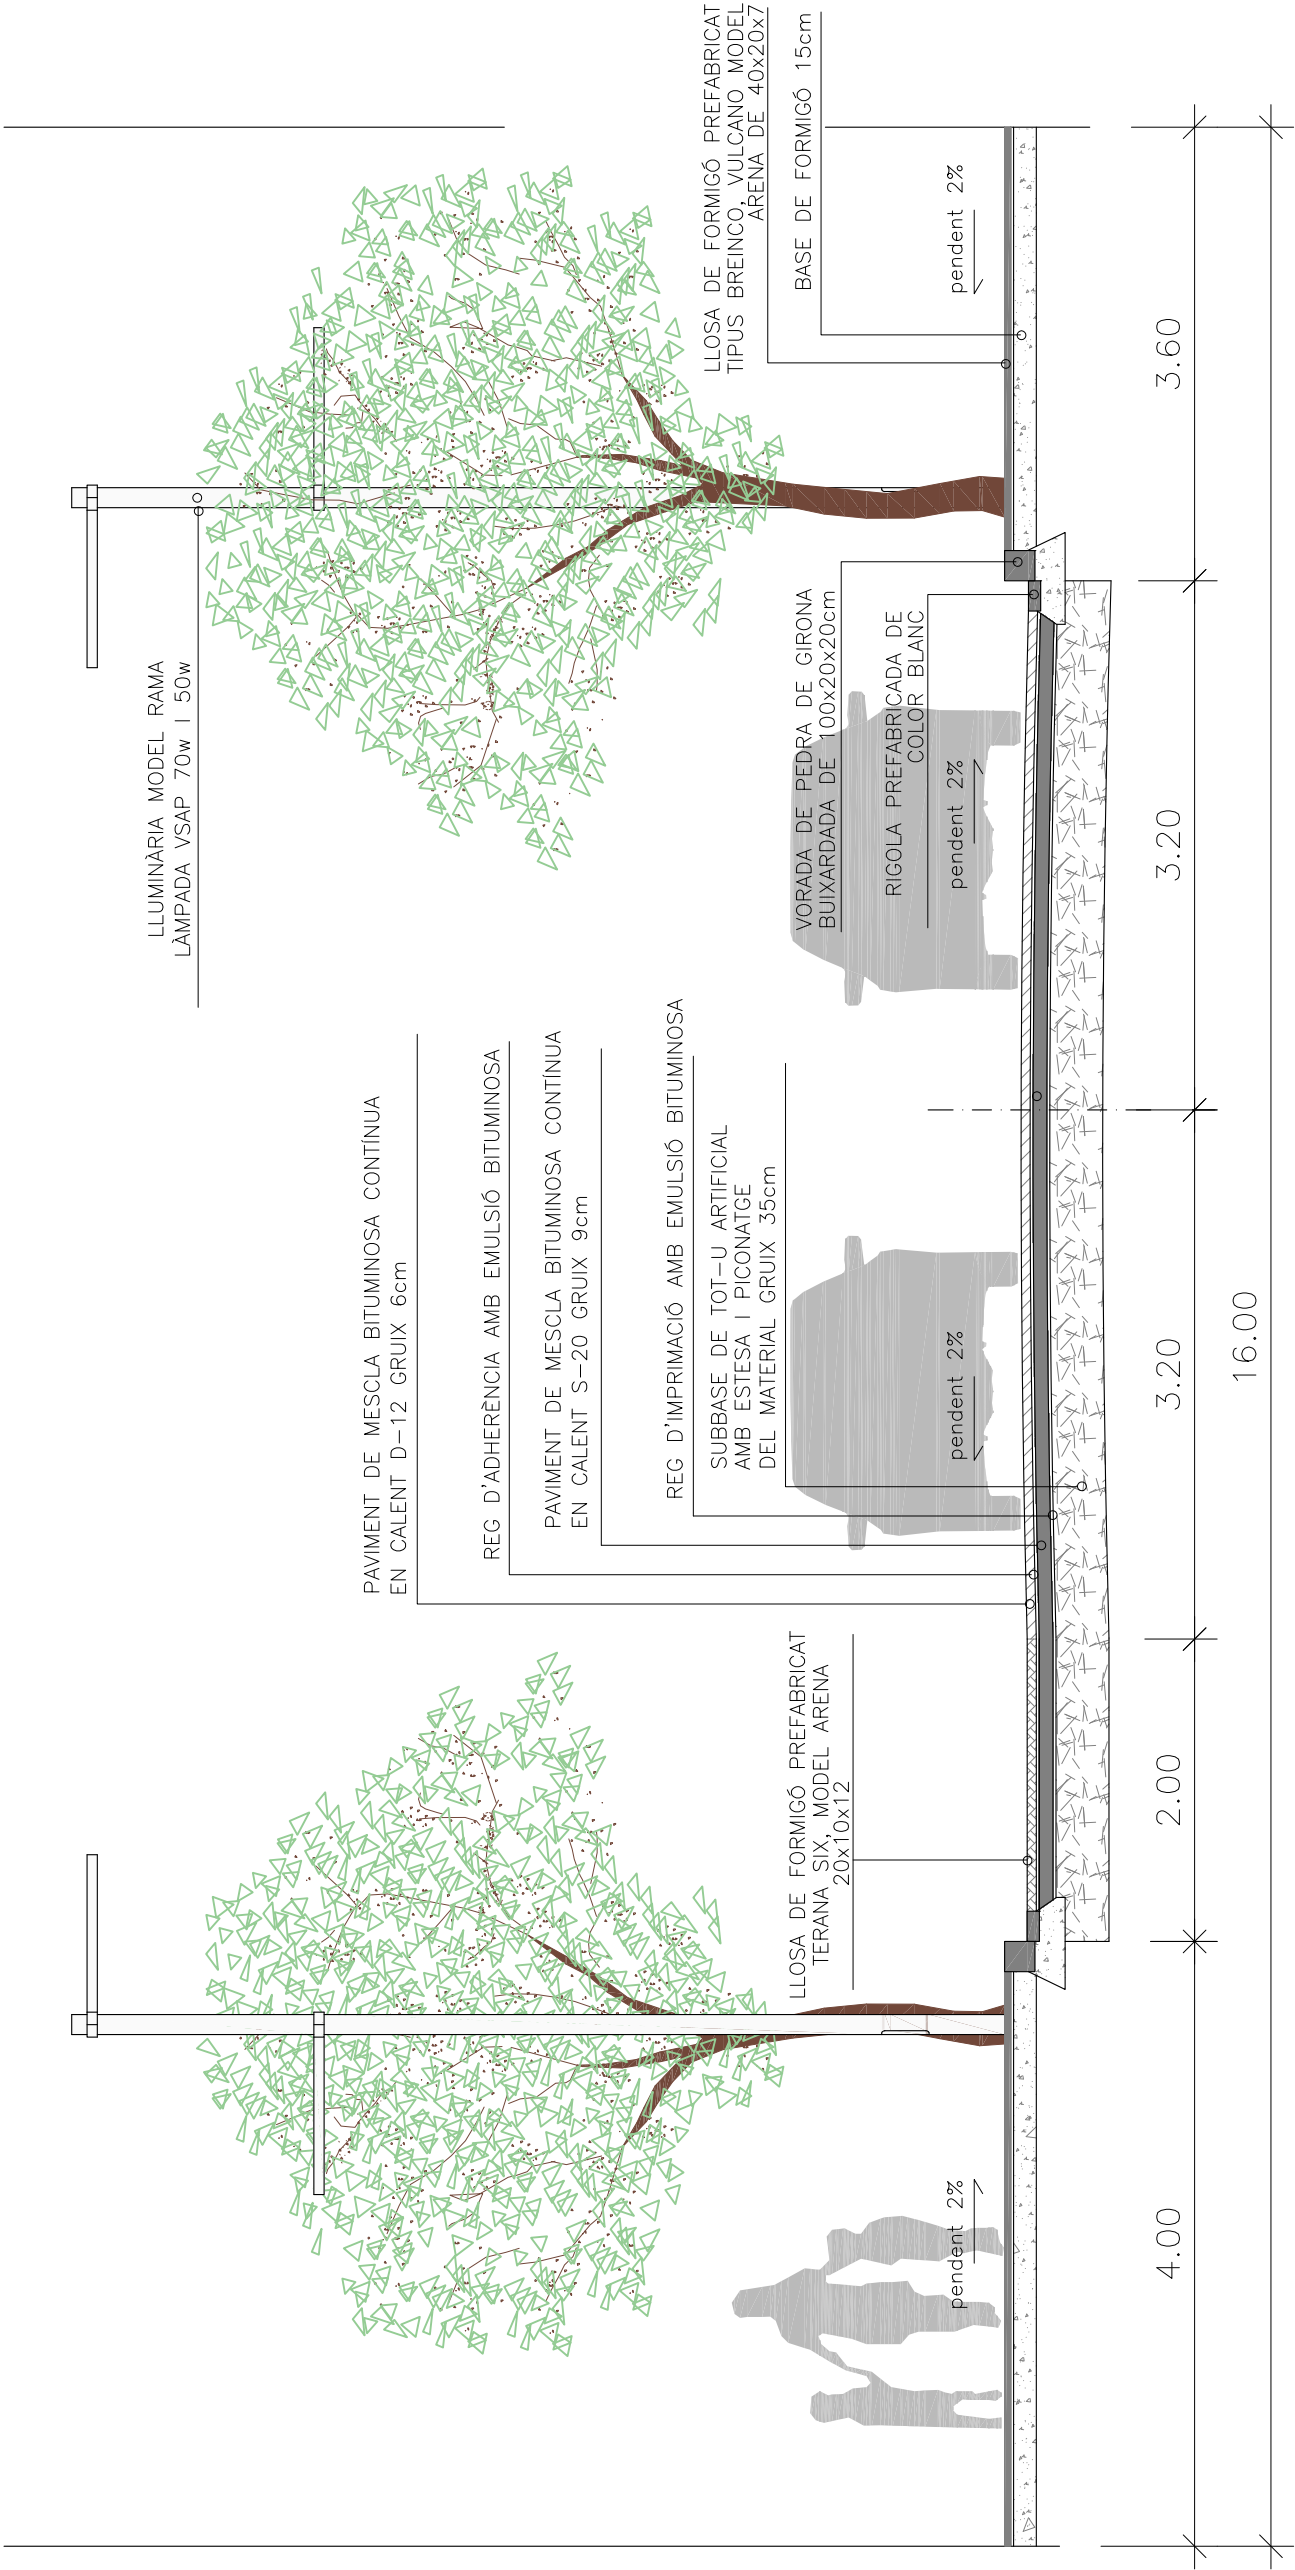 LLUMINÀRIA MODEL RAMA
LÀMPADA VSAP 70w I 50w
PAVIMENT DE MESCLA BITUMINOSA CONTÍNUA
EN CALENT D-12 GRUIX 6cm
REG D'ADHERÈNCIA AMB EMULSIÓ BITUMINOSA
PAVIMENT DE MESCLA BITUMINOSA CONTÍNUA
EN CALENT S-20 GRUIX 9cm
REG D'IMPRIMACIÓ AMB EMULSIÓ BITUMINOSA
SUBBASE DE TOT-U ARTIFICIAL
AMB ESTESA I PICONATGE
DEL MATERIAL GRUIX 35cm
LLOSA DE FORMIGÓ PREFABRICAT
TERANA SIX, MODEL ARENA
20x10x12
VORADA DE PEDRA DE GIRONA
BUIXARDADA DE 100x20x20cm
RIGOLA PREFABRICADA DE
COLOR BLANC
LLOSA DE FORMIGÓ PREFABRICAT
TIPUS BREINCO, VULCANO MODEL
ARENA DE 40x20x7
BASE DE FORMIGÓ 15cm
pendent 2%
pendent 2%
pendent 2%
pendent 2%
4.00
2.00
3.20
3.20
3.60
16.00